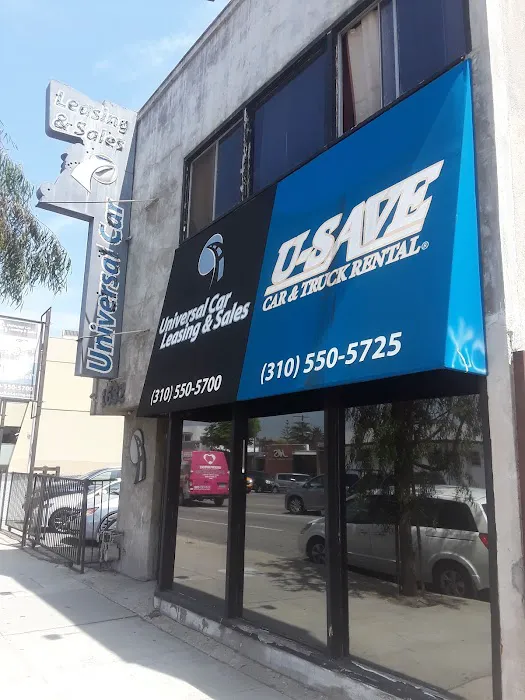 Leasing
& Sales
Universal Car
Universal Car
Leasing & Sales
(310) 550-5700
U-SAVE
CAR & TRUCK RENTAL®
(310) 550-5725